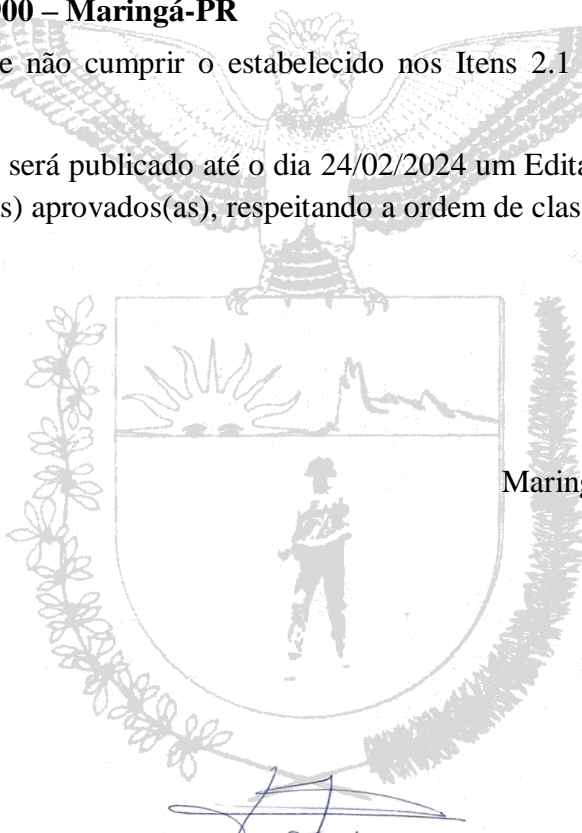 900 – Maringá-PR
e não cumprir o estabelecido nos Itens 2.1
será publicado até o dia 24/02/2024 um Edita
s) aprovados(as), respeitando a ordem de clas
Maring